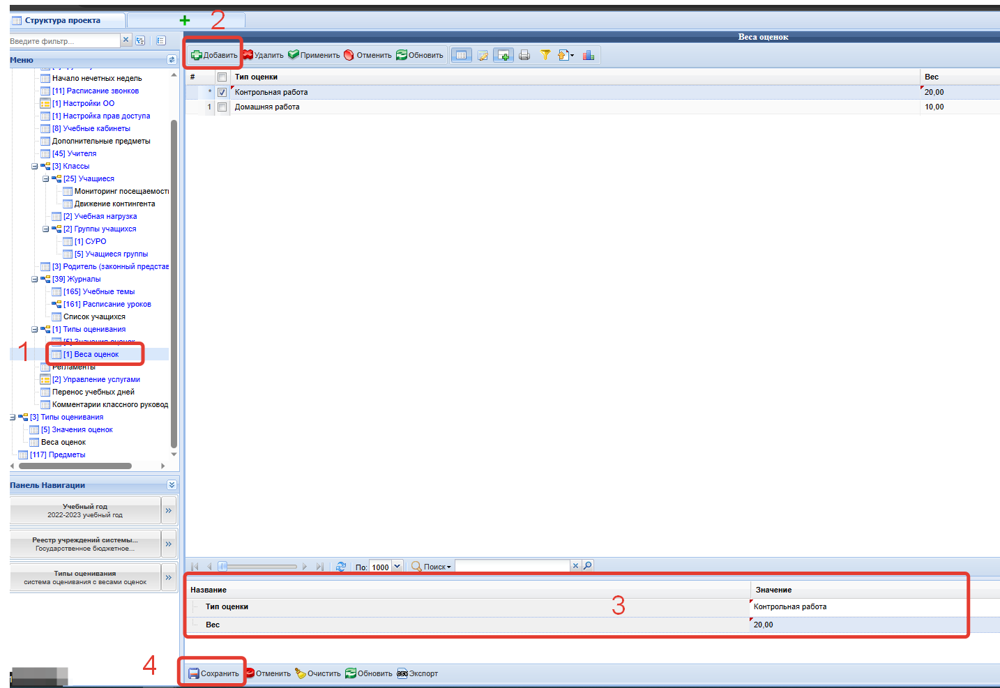 Структура проекта
2
Введите фильтр...
Веса оценок
Добавить Удалить Применить Отменить Обновить
Меню
# Тип оценки Вес
* Контрольная работа 20,00
1 Домашняя работа 10,00
Начало нечетных недель
[11] Расписание звонков
[1] Настройки ОО
[1] Настройка прав доступа
[8] Учебные кабинеты
Дополнительные предметы
[45] Учителя
[3] Классы
[25] Учащиеся
Мониторинг посещаемост
Движение контингента
[2] Учебная нагрузка
[2] Группы учащихся
[1] СУРО
[5] Учащиеся группы
[3] Родитель (законный представ
[39] Журналы
[165] Учебные темы
[161] Расписание уроков
Список учащихся
[1] Типы оценивания
[5] Значения оценок
1
[1] Веса оценок
Регламенты
[2] Управление услугами
Перенос учебных дней
Комментарии классного руковод
[3] Типы оценивания
[5] Значения оценок
Веса оценок
[117] Предметы
Панель Навигации
Учебный год
2022-2023 учебный год
Реестр учреждений системы...
Государственное бюджетное...
Типы оценивания
система оценивания с весами оценок
По: 1000 Поиск
Название Значение
Тип оценки Контрольная работа
3
Вес 20,00
4
Сохранить Отменить Очистить Обновить Экспорт